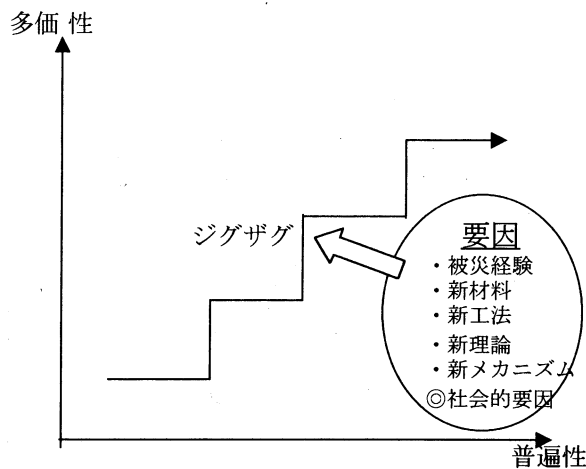 多価性
ジグザグ
要因
・被災経験
・新材料
・新工法
・新理論
・新メカニズム
◎社会的要因
普遍性